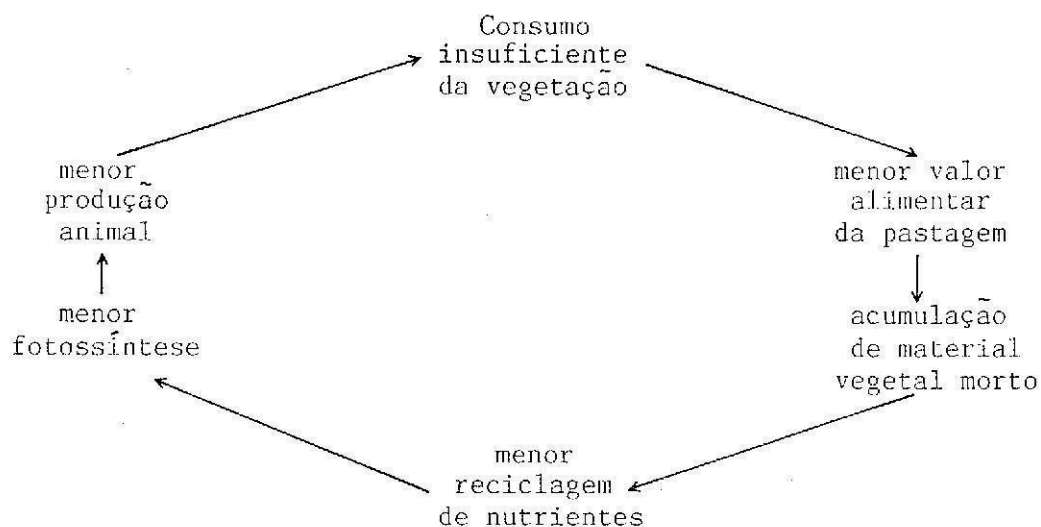 Consumo
insuficiente
da vegetação
menor valor
alimentar
da pastagem
acumulação
de material
vegetal morto
menor
reciclagem
de nutrientes
menor
fotossíntese
menor
produção
animal